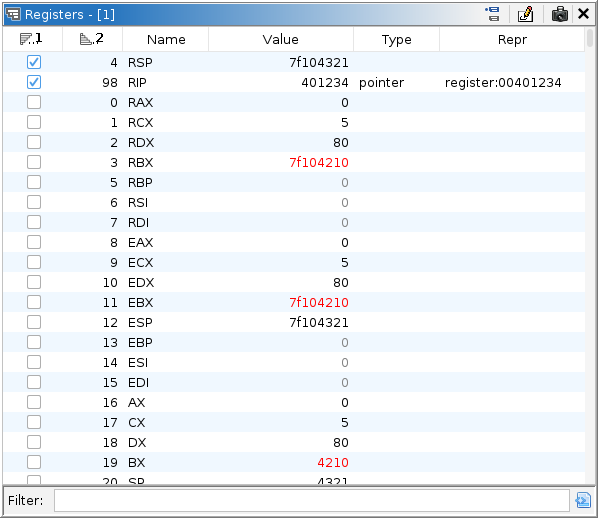 Registers - [1]
1 2 Name Value Type Repr
4 RSP 7f104321
98 RIP 401234 pointer register:00401234
0 RAX 0
1 RCX 5
2 RDX 80
3 RBX 7f104210
5 RBP 0
6 RSI 0
7 RDI 0
8 EAX 0
9 ECX 5
10 EDX 80
11 EBX 7f104210
12 ESP 7f104321
13 EBP 0
14 ESI 0
15 EDI 0
16 AX 0
17 CX 5
18 DX 80
19 BX 4210
20 SP 4321
Filter: